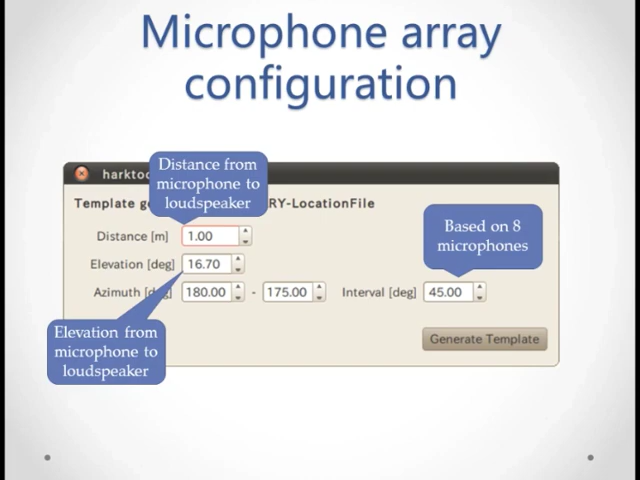 Microphone array
configuration
Distance from
microphone to
loudspeaker
Template
RY-LocationFile
Based on 8
microphones
Distance [m] 1.00
Elevation [deg] 16.70
Azimuth 180.00 - 175.00 Interval [deg] 45.00
Elevation from
microphone to
loudspeaker
Generate Template